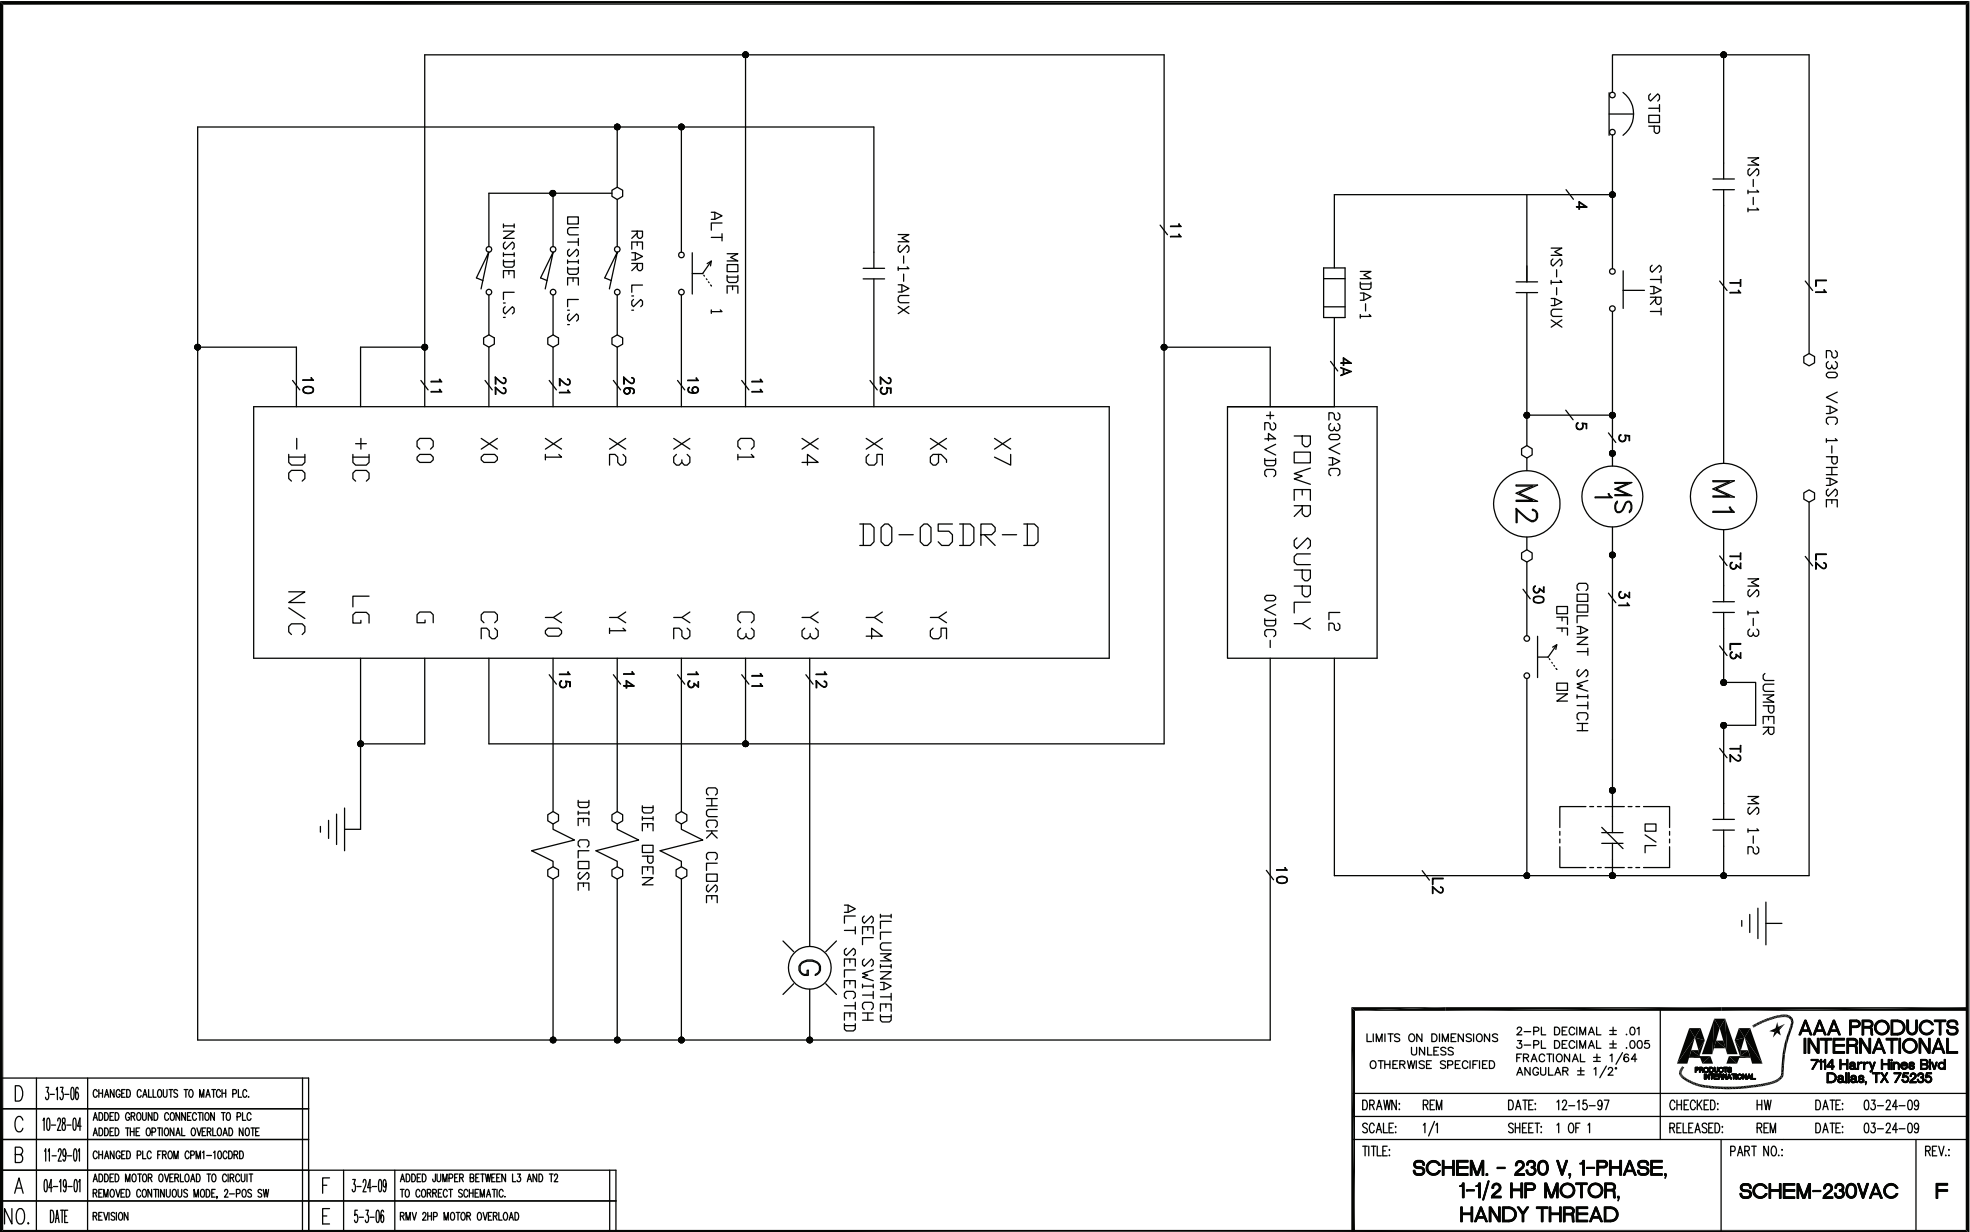 STOP
MS-1-1
4
11
ALT MODE 1
MS-1-AUX
MS-1-AUX
START
T1
L1
INSIDE L.S.
OUTSIDE L.S.
REAR L.S.
MDA-1
4A
230 VAC 1-PHASE
10
11
22
21
26
19
11
25
5
5
-DC
+DC
C0
X0
X1
X2
X3
C1
X4
X5
X6
X7
D0-05DR-D
N/C
LG
G
C2
Y0
Y1
Y2
C3
Y3
Y4
Y5
+24VDC
230VAC
POWER SUPPLY
0VDC-
L2
M2
MS
1
M1
30
31
T3
L2
MS 1-3
COOLANT SWITCH
OFF
ON
L3
JUMPER
T2
MS 1-2
O/L
15
14
13
11
12
DIE CLOSE
DIE OPEN
CHUCK CLOSE
10
L2
ILLUMINATED
SEL SWITCH
ALT SELECTED
G
LIMITS ON DIMENSIONS
UNLESS
OTHERWISE SPECIFIED
2-PL DECIMAL ± .01
3-PL DECIMAL ± .005
FRACTIONAL ± 1/64
ANGULAR ± 1/2°
AAA
PRODUCTS
INTERNATIONAL
AAA PRODUCTS
INTERNATIONAL
7114 Harry Hines Blvd
Dallas, TX 75235
DRAWN: REM DATE: 12-15-97 CHECKED: HW DATE: 03-24-09
SCALE: 1/1 SHEET: 1 OF 1 RELEASED: REM DATE: 03-24-09
TITLE:
SCHEM. - 230 V, 1-PHASE,
1-1/2 HP MOTOR,
HANDY THREAD
PART NO.:
SCHEM-230VAC
REV.:
F
D 3-13-06 CHANGED CALLOUTS TO MATCH PLC.
C 10-28-04 ADDED GROUND CONNECTION TO PLC
ADDED THE OPTIONAL OVERLOAD NOTE
B 11-29-01 CHANGED PLC FROM CPM1-10CDRD
A 04-19-01 ADDED MOTOR OVERLOAD TO CIRCUIT
REMOVED CONTINUOUS MODE, 2-POS SW
NO. DATE REVISION
F 3-24-09 ADDED JUMPER BETWEEN L3 AND T2
TO CORRECT SCHEMATIC.
E 5-3-06 RMV 2HP MOTOR OVERLOAD